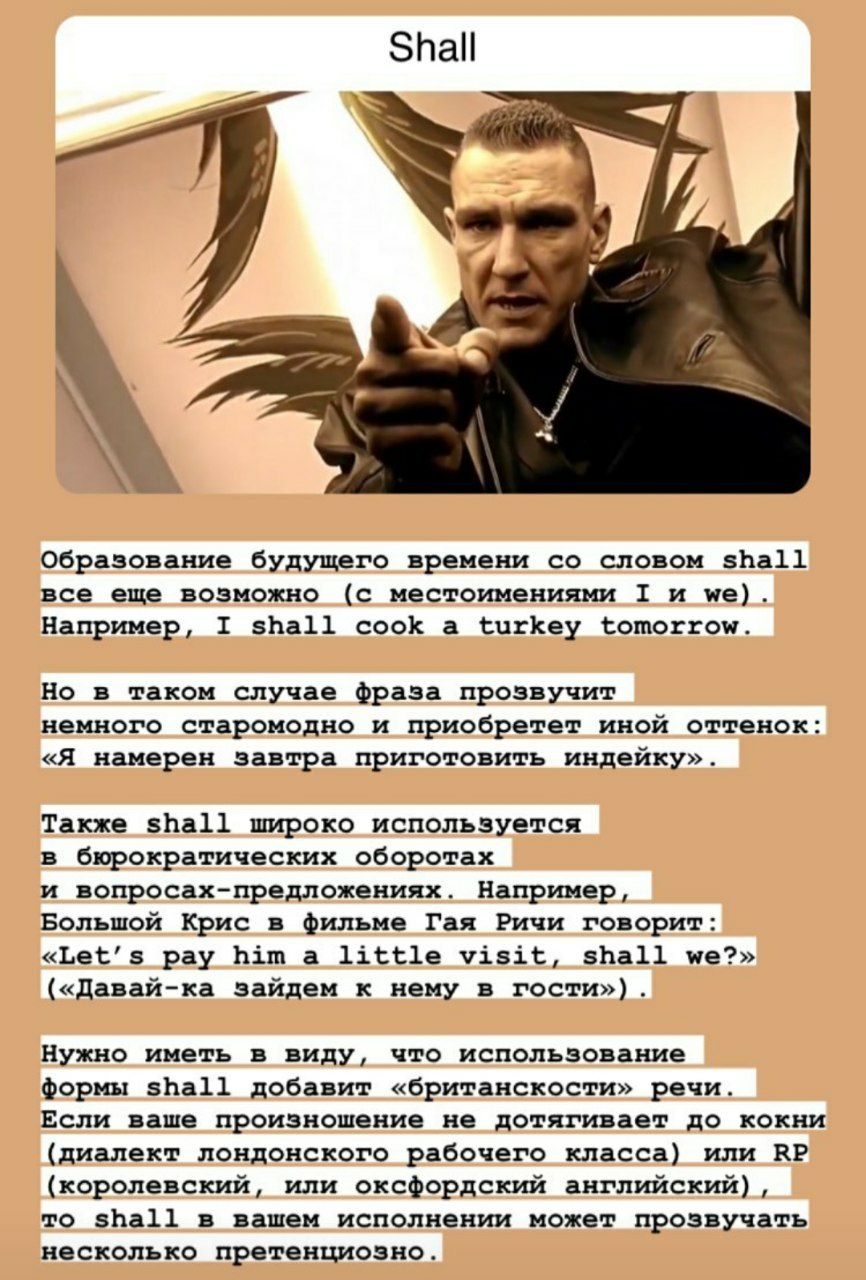 Shall
Образование будущего времени со словом shall
все еще возможно (с местоимениями I и we).
Например, I shall cook a turkey tomorrow.
Но в таком случае фраза прозвучит
немного старомодно и приобретет иной оттенок:
«Я намерен завтра приготовить индейку».
Также shall широко используется
в бюрократических оборотах
и вопросах-предложениях. Например,
Большой Крис в фильме Гая Ричи говорит:
«Let’s pay him a little visit, shall we?»
(«Давай-ка зайдем к нему в гости»).
Нужно иметь в виду, что использование
формы shall добавит «британскости» речи.
Если ваше произношение не дотягивает до кокни
(диалект лондонского рабочего класса) или RP
(королевский, или оксфордский английский),
то shall в вашем исполнении может прозвучать
несколько претенциозно.